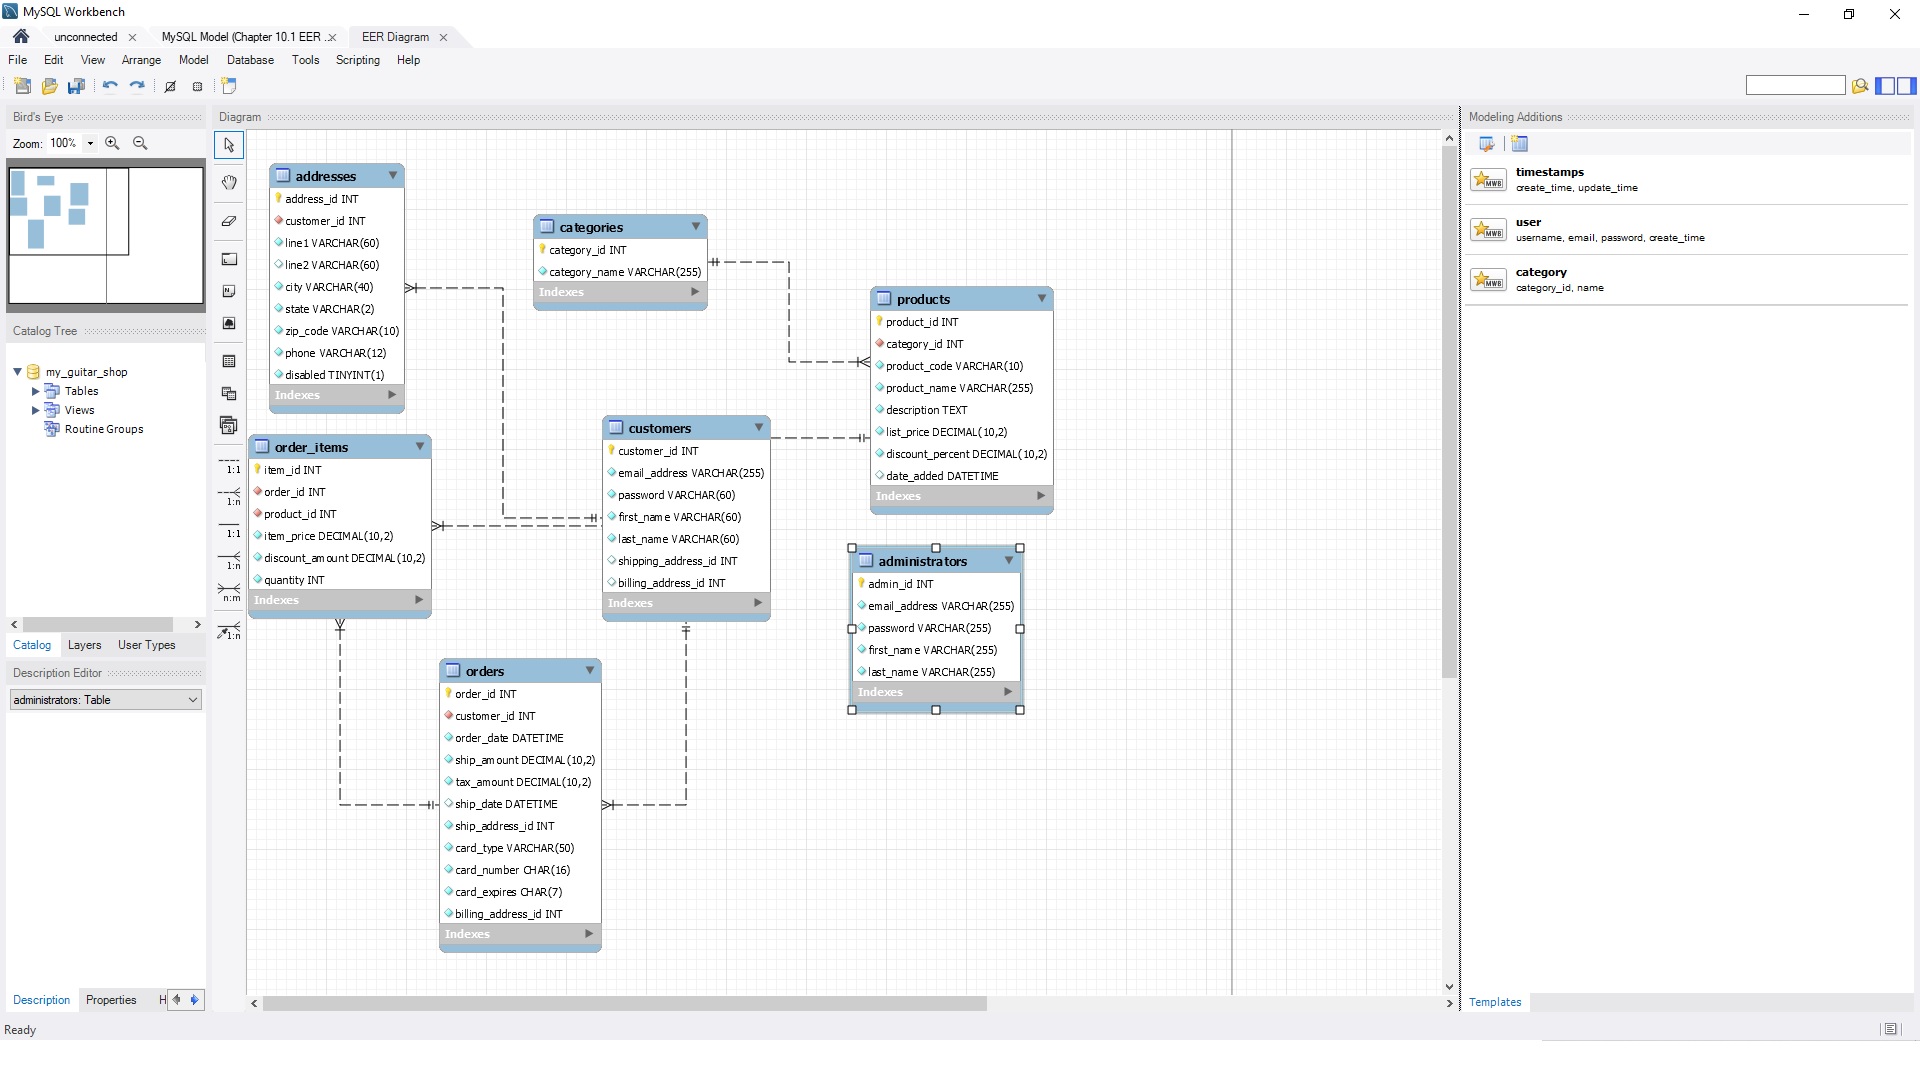 MySQL Workbench
unconnected
MySQL Model (Chapter 10.1 EER ...
EER Diagram
File Edit View Arrange Model Database Tools Scripting Help
Bird's Eye
Zoom: 100%
Catalog Tree
my_guitar_shop
Tables
Views
Routine Groups
Catalog Layers User Types
Description Editor
administrators: Table
Description Properties H
Ready
Diagram
1:1
1:n
1:1
1:n
n:m
1:n
addresses
address_id INT
customer_id INT
line1 VARCHAR(60)
line2 VARCHAR(60)
city VARCHAR(40)
state VARCHAR(2)
zip_code VARCHAR(10)
phone VARCHAR(12)
disabled TINYINT(1)
Indexes
categories
category_id INT
category_name VARCHAR(255)
Indexes
products
product_id INT
category_id INT
product_code VARCHAR(10)
product_name VARCHAR(255)
description TEXT
list_price DECIMAL(10,2)
discount_percent DECIMAL(10,2)
date_added DATETIME
Indexes
order_items
item_id INT
order_id INT
product_id INT
item_price DECIMAL(10,2)
discount_amount DECIMAL(10,2)
quantity INT
Indexes
customers
customer_id INT
email_address VARCHAR(255)
password VARCHAR(60)
first_name VARCHAR(60)
last_name VARCHAR(60)
shipping_address_id INT
billing_address_id INT
Indexes
administrators
admin_id INT
email_address VARCHAR(255)
password VARCHAR(255)
first_name VARCHAR(255)
last_name VARCHAR(255)
Indexes
orders
order_id INT
customer_id INT
order_date DATETIME
ship_amount DECIMAL(10,2)
tax_amount DECIMAL(10,2)
ship_date DATETIME
ship_address_id INT
card_type VARCHAR(50)
card_number CHAR(16)
card_expires CHAR(7)
billing_address_id INT
Indexes
Modeling Additions
MWB
timestamps
create_time, update_time
MWB
user
username, email, password, create_time
MWB
category
category_id, name
Templates